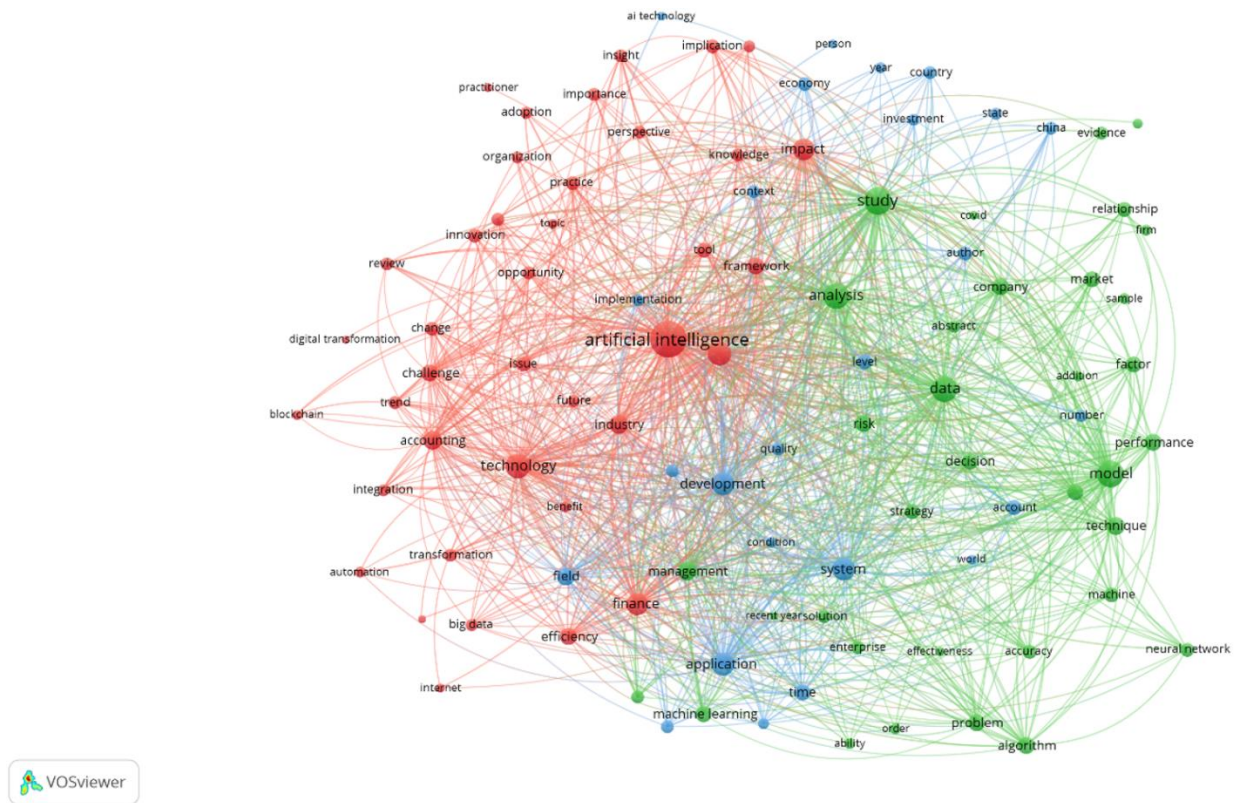 ai technology
person
implication
insight
year
country
economy
practitioner
importance
adoption
investment
state
china
evidence
perspective
organization
knowledge
impact
practice
context
study
relationship
covid
topic
firm
innovation
tool
author
review
opportunity
framework
market
company
implementation
analysis
sample
abstract
change
digital transformation
artificial intelligence
issue
level
factor
challenge
addition
data
trend
future
blockchain
number
industry
risk
accounting
performance
quality
technology
decision
model
development
integration
benefit
strategy
account
technique
condition
transformation
world
automation
field
management
system
machine
finance
recent year
solution
big data
efficiency
enterprise
effectiveness
accuracy
neural network
application
internet
time
machine learning
order
problem
ability
algorithm
VOSviewer